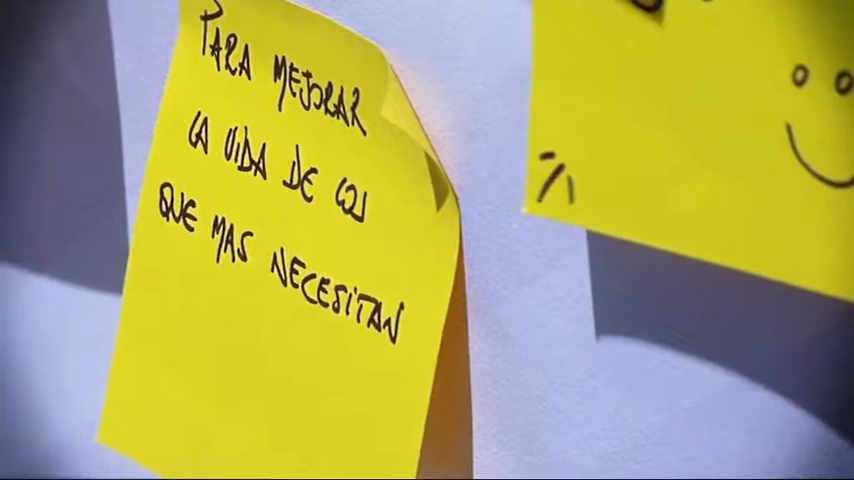 PARA MEJORAR
LA VIDA DE LOS
QUE MAS NECESITAN